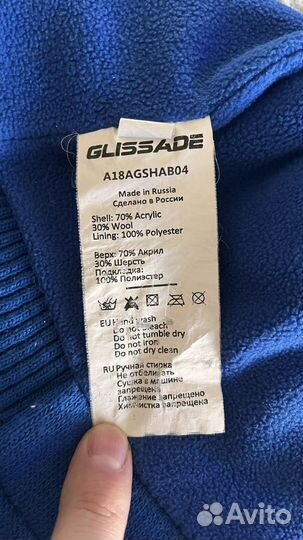 GLISSADE
A18AGSHAB04
Made in Russia
Сделано в России
Shell: 70% Acrylic
30% Wool
Lining: 100% Polyester
Верх: 70% Акрил
30% Шерсть
Подкладка:
100% Полиэстер
EU Hand wash
Do not bleach
Do not tumble dry
Do not iron
Do not dry clean
RU Ручная стирка
Не отбеливать
Сушка в машине
запрещена
Глажение запрещено
Химчистка запрещена
Avito